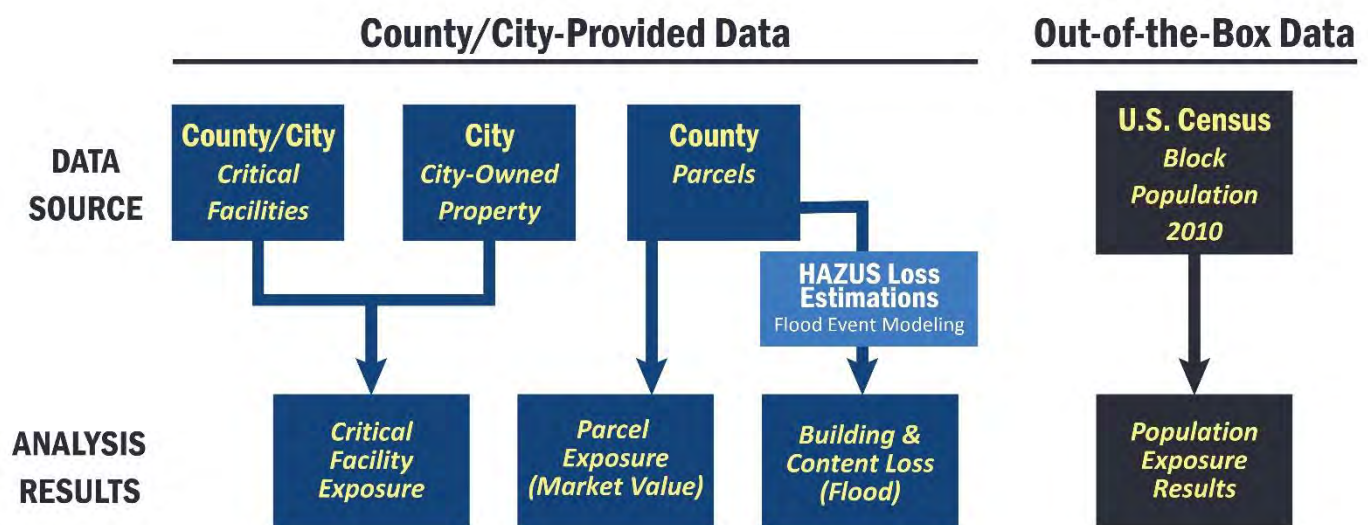 County/City-Provided Data
Out-of-the-Box Data
DATA
SOURCE
County/City
Critical
Facilities
City
City-Owned
Property
County
Parcels
U.S. Census
Block
Population
2010
HAZUS Loss
Estimations
Flood Event Modeling
ANALYSIS
RESULTS
Critical
Facility
Exposure
Parcel
Exposure
(Market Value)
Building &
Content Loss
(Flood)
Population
Exposure
Results